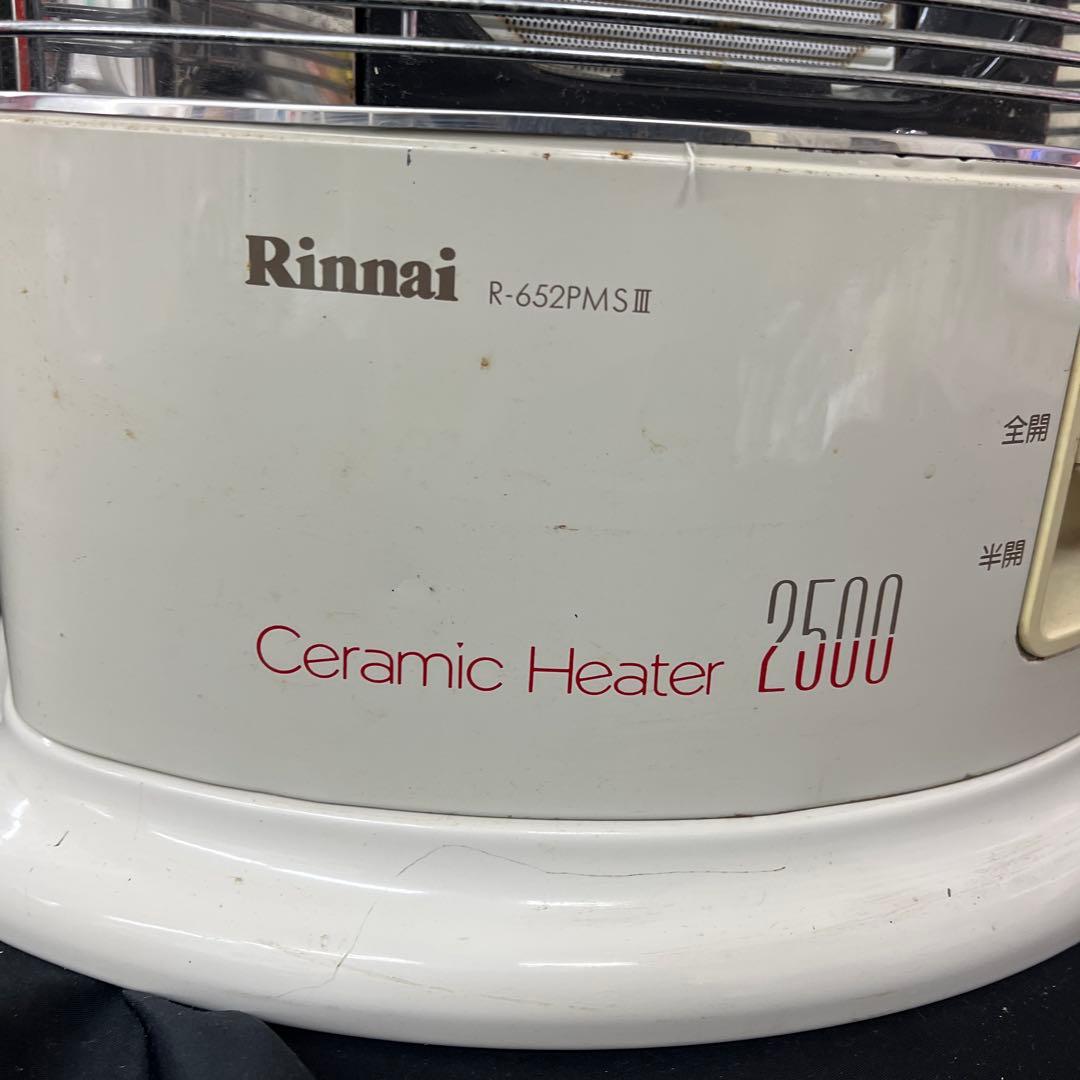 Rinnai R-652PMSⅢ
全開
半開
Ceramic Heater 2500